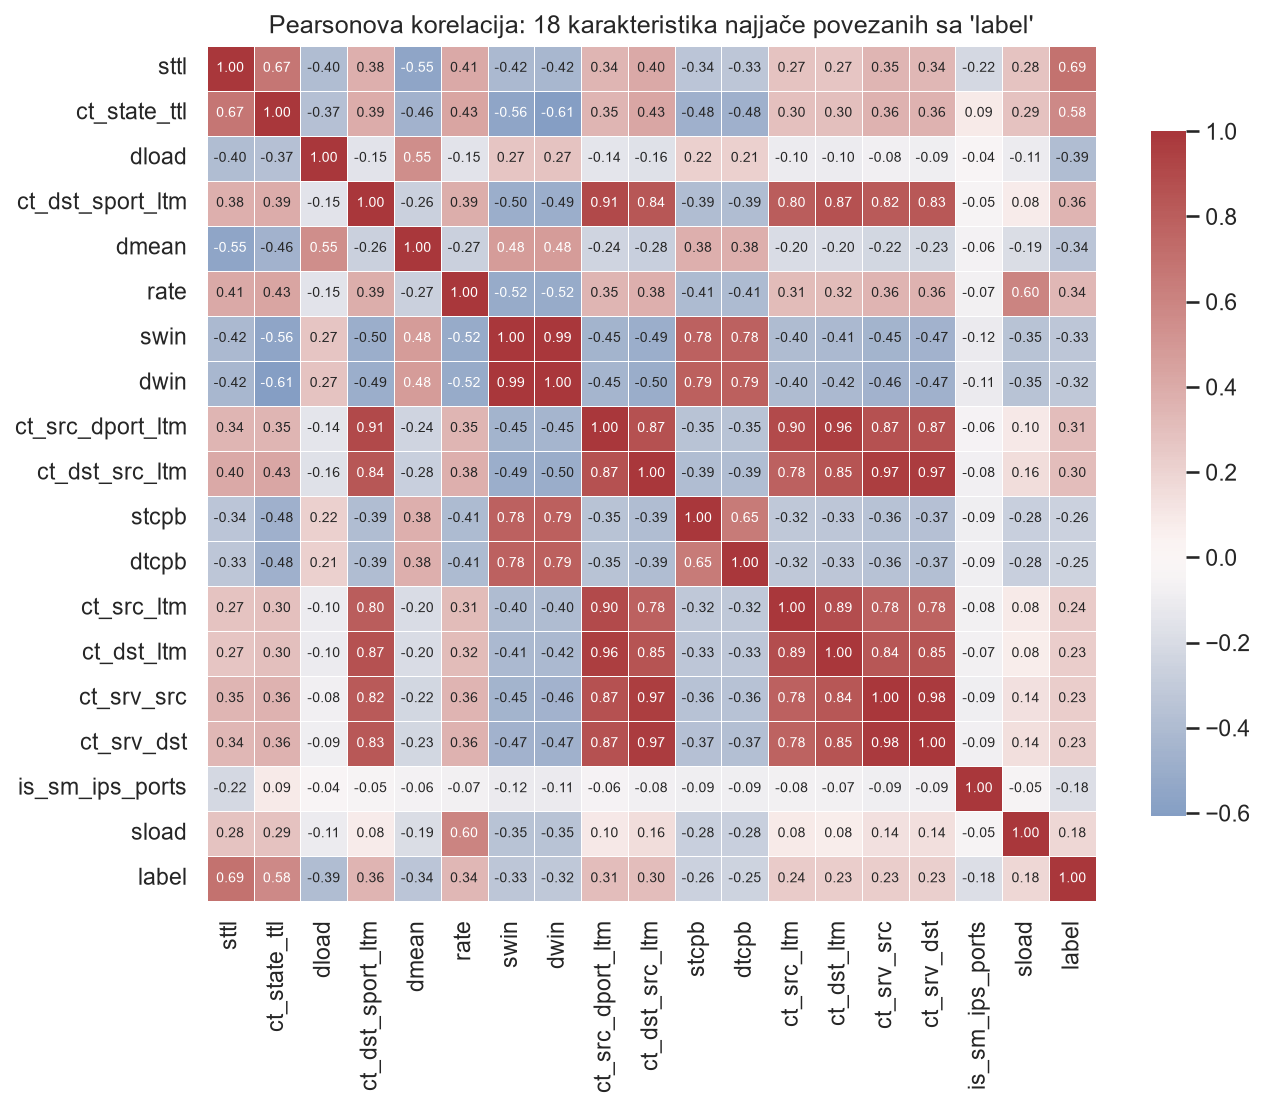 Pearsonova korelacija: 18 karakteristika najjače povezanih sa 'label'
sttl 1.00 0.67 -0.40 0.38 -0.55 0.41 -0.42 -0.42 0.34 0.40 -0.34 -0.33 0.27 0.27 0.35 0.34 -0.22 0.28 0.69
ct_state_ttl 0.67 1.00 -0.37 0.39 -0.46 0.43 -0.56 -0.61 0.35 0.43 -0.48 -0.48 0.30 0.30 0.36 0.36 0.09 0.29 0.58
dload -0.40 -0.37 1.00 -0.15 0.55 -0.15 0.27 0.27 -0.14 -0.16 0.22 0.21 -0.10 -0.10 -0.08 -0.09 -0.04 -0.11 -0.39
ct_dst_sport_ltm 0.38 0.39 -0.15 1.00 -0.26 0.39 -0.50 -0.49 0.91 0.84 -0.39 -0.39 0.80 0.87 0.82 0.83 -0.05 0.08 0.36
dmean -0.55 -0.46 0.55 -0.26 1.00 -0.27 0.48 0.48 -0.24 -0.28 0.38 0.38 -0.20 -0.20 -0.22 -0.23 -0.06 -0.19 -0.34
rate 0.41 0.43 -0.15 0.39 -0.27 1.00 -0.52 -0.52 0.35 0.38 -0.41 -0.41 0.31 0.32 0.36 0.36 -0.07 0.60 0.34
swin -0.42 -0.56 0.27 -0.50 0.48 -0.52 1.00 0.99 -0.45 -0.49 0.78 0.78 -0.40 -0.41 -0.45 -0.47 -0.12 -0.35 -0.33
dwin -0.42 -0.61 0.27 -0.49 0.48 -0.52 0.99 1.00 -0.45 -0.50 0.79 0.79 -0.40 -0.42 -0.46 -0.47 -0.11 -0.35 -0.32
ct_src_dport_ltm 0.34 0.35 -0.14 0.91 -0.24 0.35 -0.45 -0.45 1.00 0.87 -0.35 -0.35 0.90 0.96 0.87 0.87 -0.06 0.10 0.31
ct_dst_src_ltm 0.40 0.43 -0.16 0.84 -0.28 0.38 -0.49 -0.50 0.87 1.00 -0.39 -0.39 0.78 0.85 0.97 0.97 -0.08 0.16 0.30
stcpb -0.34 -0.48 0.22 -0.39 0.38 -0.41 0.78 0.79 -0.35 -0.39 1.00 0.65 -0.32 -0.33 -0.36 -0.37 -0.09 -0.28 -0.26
dtcpb -0.33 -0.48 0.21 -0.39 0.38 -0.41 0.78 0.79 -0.35 -0.39 0.65 1.00 -0.32 -0.33 -0.36 -0.37 -0.09 -0.28 -0.25
ct_src_ltm 0.27 0.30 -0.10 0.80 -0.20 0.31 -0.40 -0.40 0.90 0.78 -0.32 -0.32 1.00 0.89 0.78 0.78 -0.08 0.08 0.24
ct_dst_ltm 0.27 0.30 -0.10 0.87 -0.20 0.32 -0.41 -0.42 0.96 0.85 -0.33 -0.33 0.89 1.00 0.84 0.85 -0.07 0.08 0.23
ct_srv_src 0.35 0.36 -0.08 0.82 -0.22 0.36 -0.45 -0.46 0.87 0.97 -0.36 -0.36 0.78 0.84 1.00 0.98 -0.09 0.14 0.23
ct_srv_dst 0.34 0.36 -0.09 0.83 -0.23 0.36 -0.47 -0.47 0.87 0.97 -0.37 -0.37 0.78 0.85 0.98 1.00 -0.09 0.14 0.23
is_sm_ips_ports -0.22 0.09 -0.04 -0.05 -0.06 -0.07 -0.12 -0.11 -0.06 -0.08 -0.09 -0.09 -0.08 -0.07 -0.09 -0.09 1.00 -0.05 -0.18
sload 0.28 0.29 -0.11 0.08 -0.19 0.60 -0.35 -0.35 0.10 0.16 -0.28 -0.28 0.08 0.08 0.14 0.14 -0.05 1.00 0.18
label 0.69 0.58 -0.39 0.36 -0.34 0.34 -0.33 -0.32 0.31 0.30 -0.26 -0.25 0.24 0.23 0.23 0.23 -0.18 0.18 1.00
sttl
ct_state_ttl
dload
ct_dst_sport_ltm
dmean
rate
swin
dwin
ct_src_dport_ltm
ct_dst_src_ltm
stcpb
dtcpb
ct_src_ltm
ct_dst_ltm
ct_srv_src
ct_srv_dst
is_sm_ips_ports
sload
label
1.0
0.8
0.6
0.4
0.2
0.0
−0.2
−0.4
−0.6